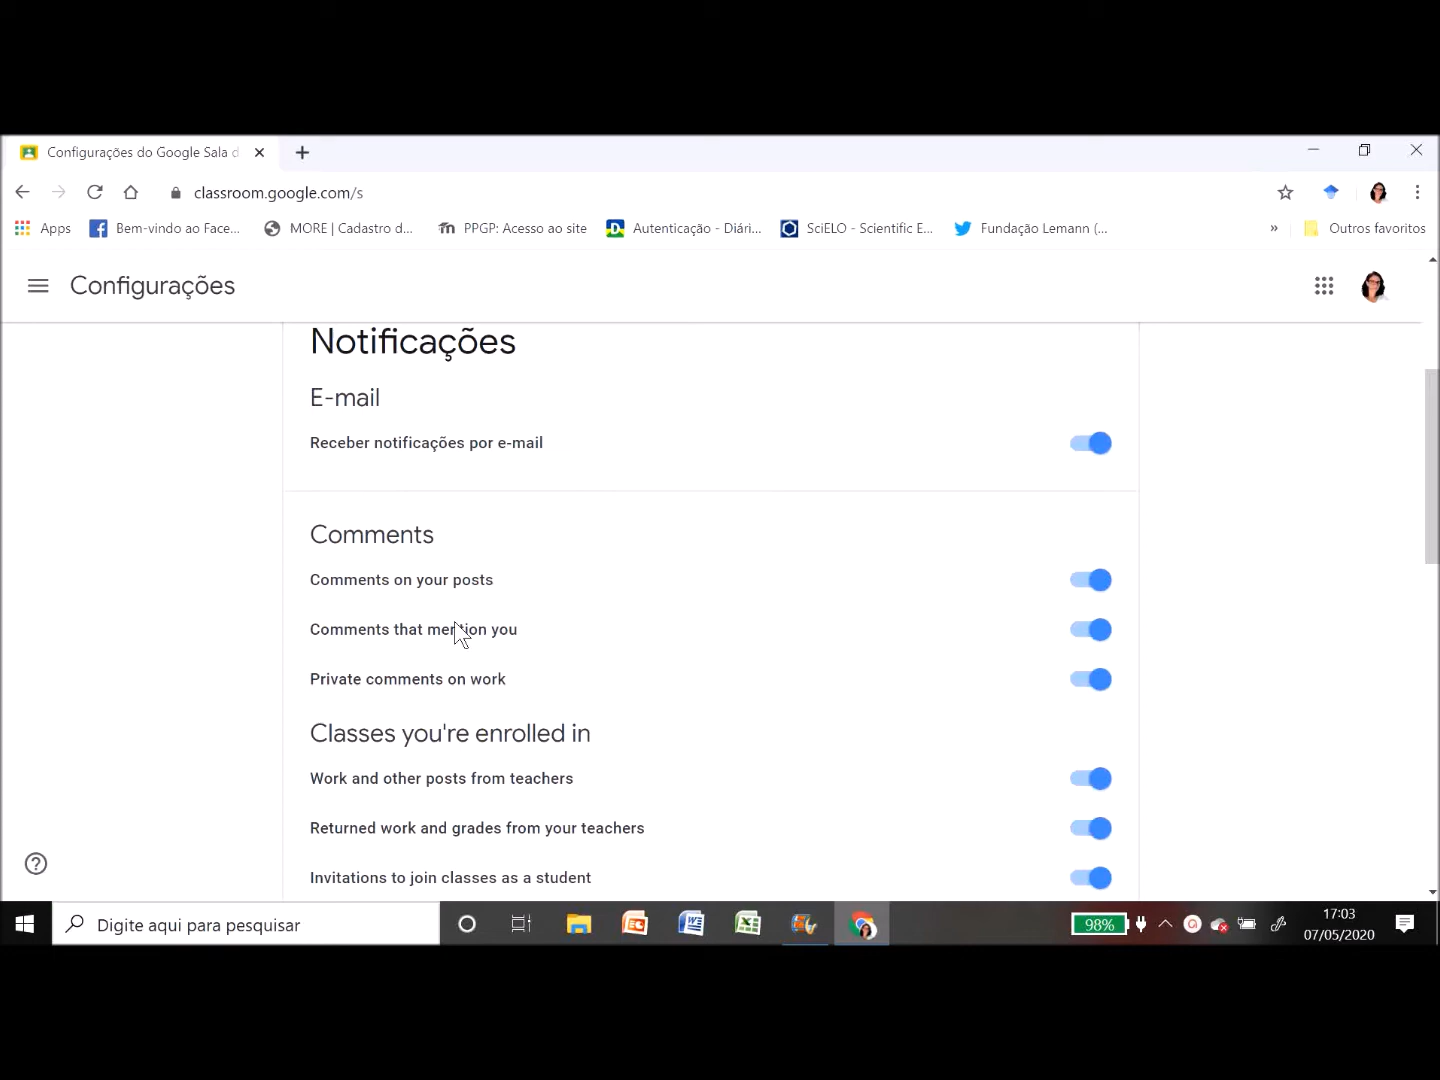 Configurações do Google Sala d
classroom.google.com/s
Apps
Bem-vindo ao Face...
MORE | Cadastro d...
PPGP: Acesso ao site
Autenticação - Diári...
SciELO - Scientific E...
Fundação Lemann (...
»
Outros favoritos
Configurações
Notificações
E-mail
Receber notificações por e-mail
Comments
Comments on your posts
Comments that mention you
Private comments on work
Classes you're enrolled in
Work and other posts from teachers
Returned work and grades from your teachers
Invitations to join classes as a student
Digite aqui para pesquisar
98%
17:03
07/05/2020